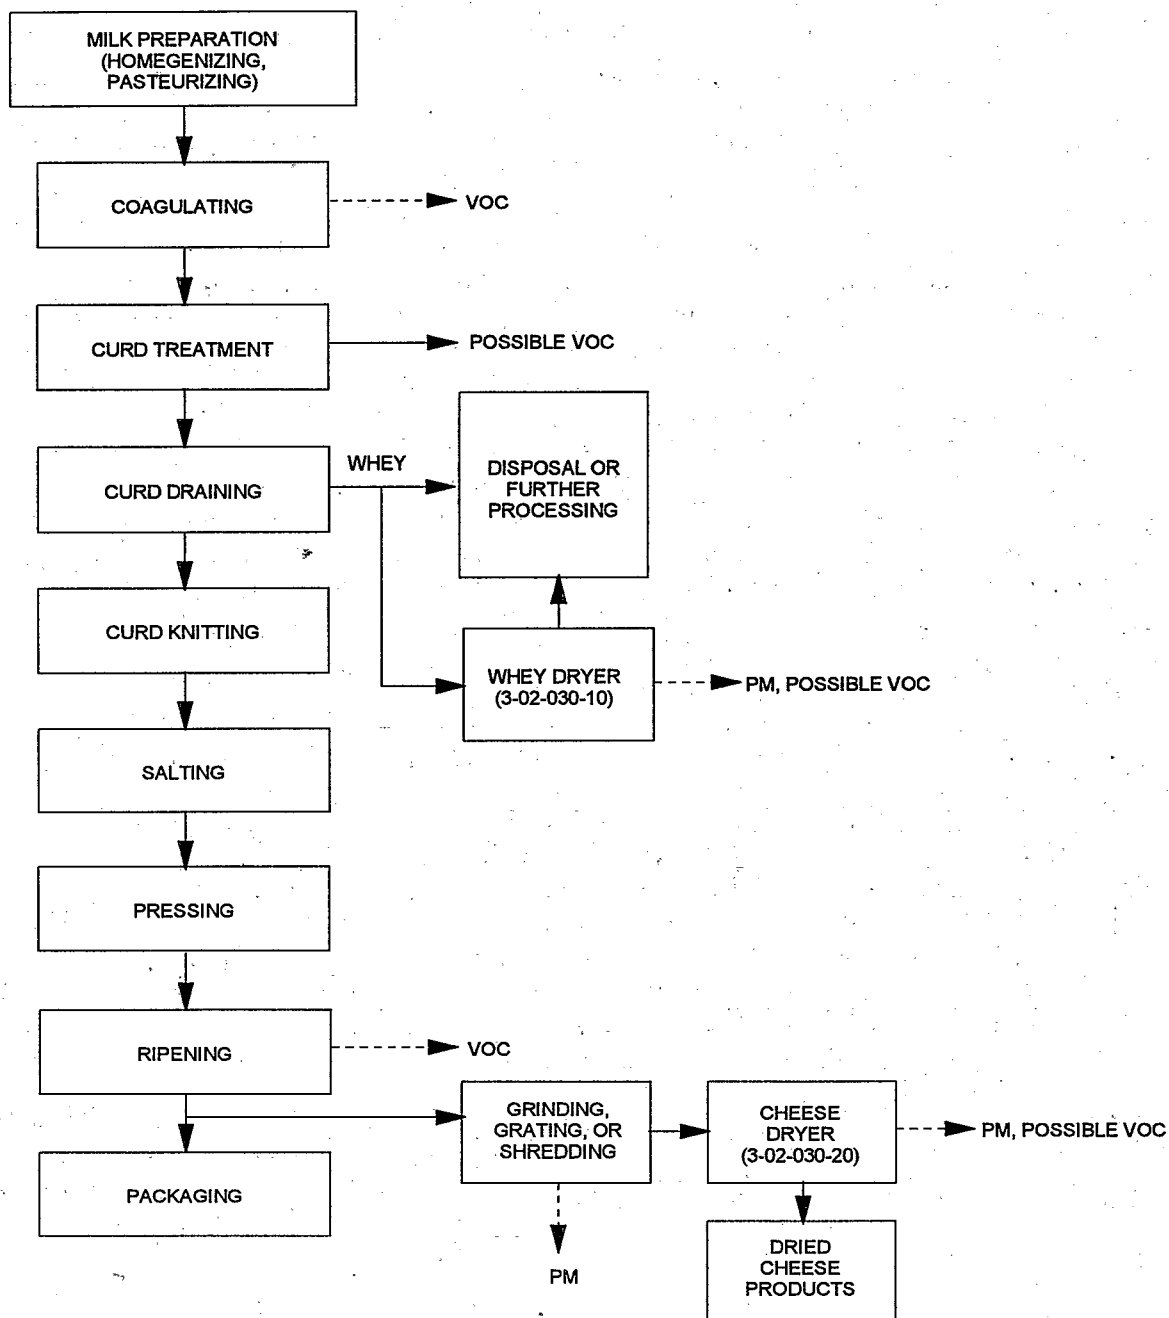 MILK PREPARATION
(HOMEGENIZING,
PASTEURIZING)
COAGULATING
VOC
CURD TREATMENT
POSSIBLE VOC
CURD DRAINING
WHEY
DISPOSAL OR
FURTHER
PROCESSING
CURD KNITTING
WHEY DRYER
(3-02-030-10)
PM, POSSIBLE VOC
SALTING
PRESSING
RIPENING
VOC
GRINDING,
GRATING, OR
SHREDDING
CHEESE
DRYER
(3-02-030-20)
PM, POSSIBLE VOC
PACKAGING
PM
DRIED
CHEESE
PRODUCTS